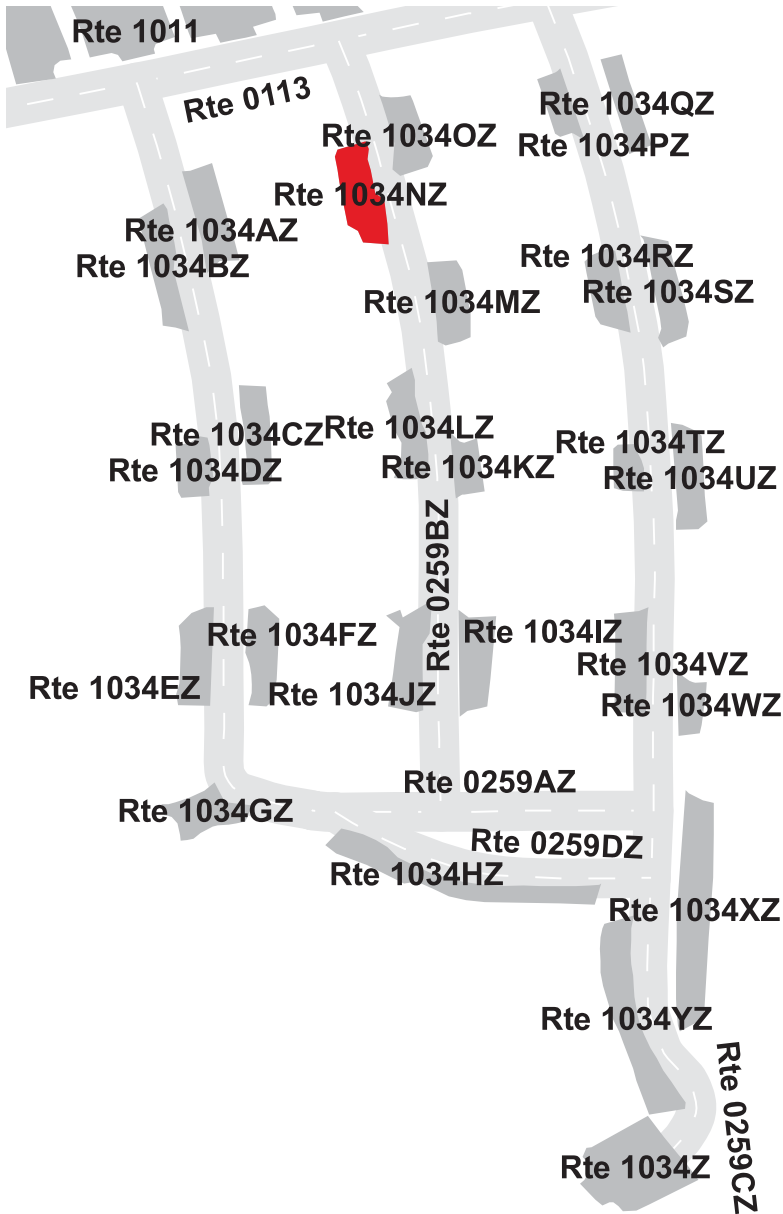 Rte 1011
Rte 0113
Rte 1034QZ
Rte 1034OZ
Rte 1034PZ
Rte 1034NZ
Rte 1034AZ
Rte 1034BZ
Rte 1034RZ
Rte 1034SZ
Rte 1034MZ
Rte 1034CZ
Rte 1034LZ
Rte 1034TZ
Rte 1034DZ
Rte 1034KZ
Rte 1034UZ
Rte 0259BZ
Rte 1034FZ
Rte 1034IZ
Rte 1034VZ
Rte 1034EZ
Rte 1034JZ
Rte 1034WZ
Rte 0259AZ
Rte 1034GZ
Rte 0259DZ
Rte 1034HZ
Rte 1034XZ
Rte 1034YZ
Rte 0259CZ
Rte 1034Z